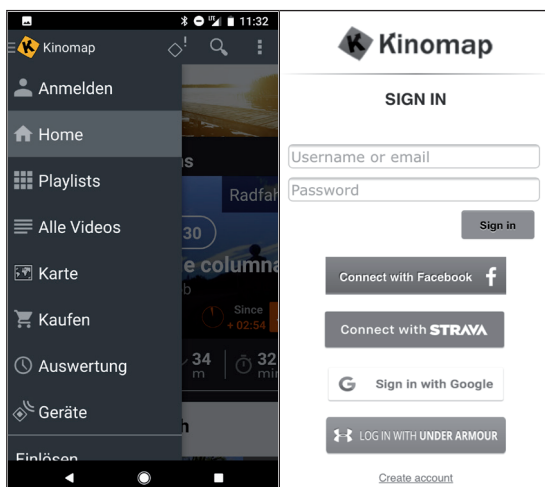 11:32
Kinomap
Anmelden
Home
Playlists
Alle Videos
Karte
Kaufen
Auswertung
Geräte
Einlösen
Radfah
30
e columna
b
Since
+ 02:54
34
m
32
min
h
Kinomap
SIGN IN
Username or email
Password
Sign in
Connect with Facebook f
Connect with STRAVA
G Sign in with Google
LOG IN WITH UNDER ARMOUR
Create account